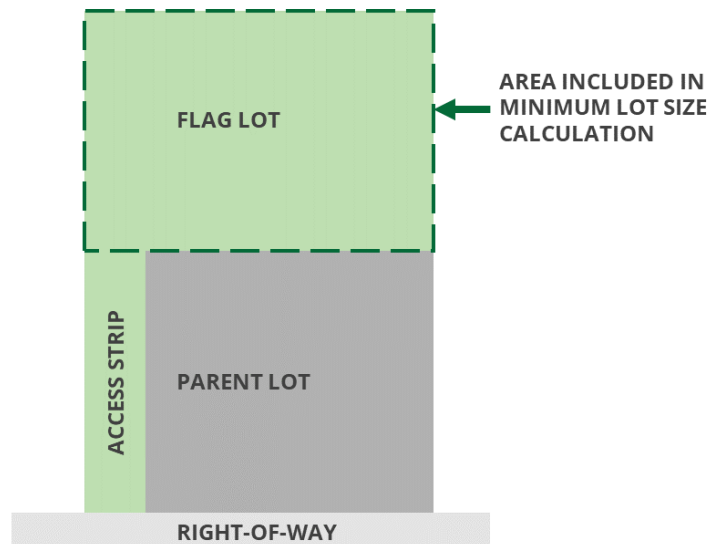 FLAG LOT
AREA INCLUDED IN
MINIMUM LOT SIZE
CALCULATION
ACCESS STRIP
PARENT LOT
RIGHT-OF-WAY